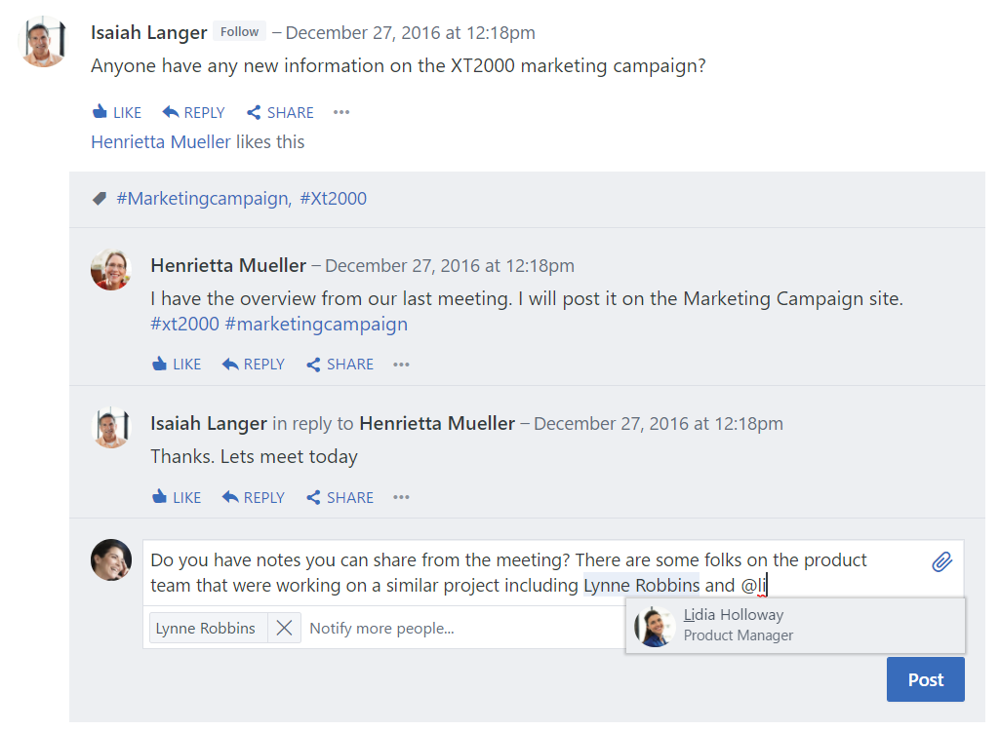 Isaiah Langer Follow – December 27, 2016 at 12:18pm
Anyone have any new information on the XT2000 marketing campaign?
LIKE REPLY SHARE •••
Henrietta Mueller likes this
#Marketingcampaign, #Xt2000
Henrietta Mueller – December 27, 2016 at 12:18pm
I have the overview from our last meeting. I will post it on the Marketing Campaign site.
#xt2000 #marketingcampaign
LIKE REPLY SHARE •••
Isaiah Langer in reply to Henrietta Mueller – December 27, 2016 at 12:18pm
Thanks. Lets meet today
LIKE REPLY SHARE •••
Do you have notes you can share from the meeting? There are some folks on the product
team that were working on a similar project including Lynne Robbins and @li
Lidia Holloway
Product Manager
Lynne Robbins Notify more people...
Post